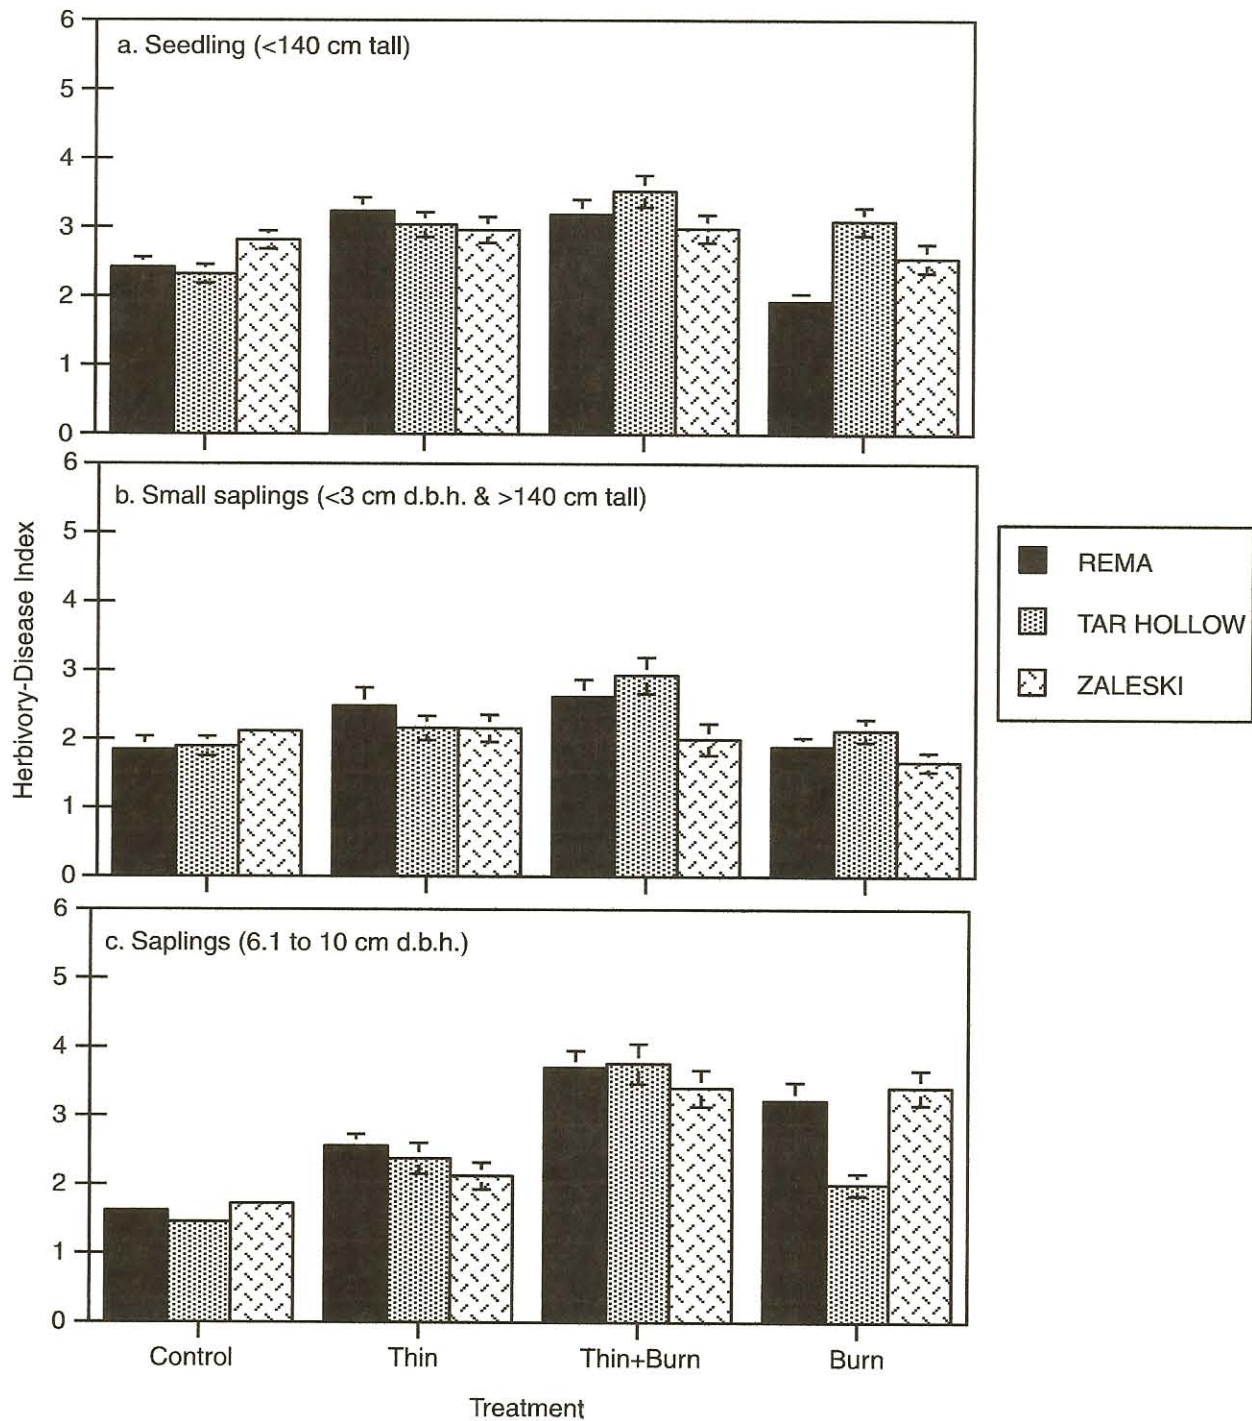 6
a. Seedling (<140 cm tall)
5
4
3
2
1
0
6
b. Small saplings (<3 cm d.b.h. & >140 cm tall)
5
4
3
2
1
0
Herbivory-Disease Index
REMA
TAR HOLLOW
ZALESKI
6
c. Saplings (6.1 to 10 cm d.b.h.)
5
4
3
2
1
0
Control Thin Thin+Burn Burn
Treatment